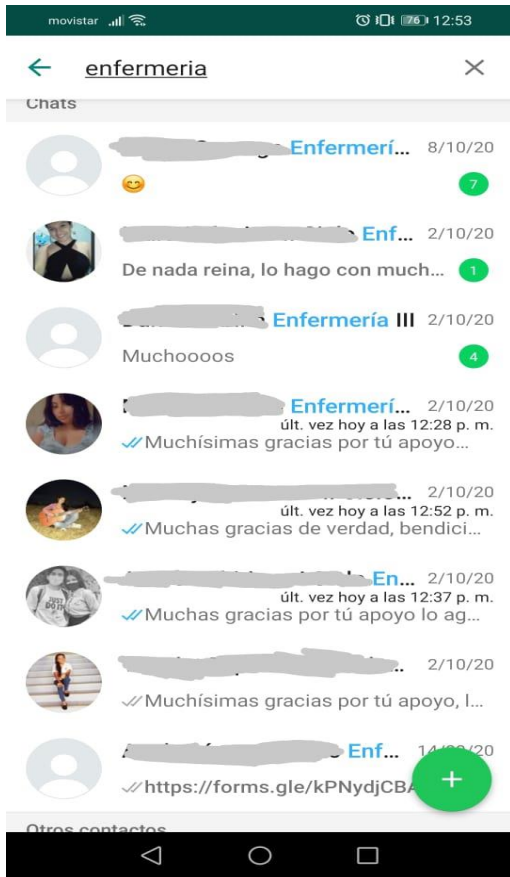 movistar 76 12:53
enfermeria
Chats
Enfermerí... 8/10/20
7
Enf... 2/10/20
De nada reina, lo hago con much... 1
Enfermería III 2/10/20
Muchoooos 4
Enfermerí... 2/10/20
últ. vez hoy a las 12:28 p. m.
Muchísimas gracias por tú apoyo...
2/10/20
últ. vez hoy a las 12:52 p. m.
Muchas gracias de verdad, bendici...
En... 2/10/20
últ. vez hoy a las 12:37 p. m.
JUST DO IT
Muchas gracias por tú apoyo lo ag...
2/10/20
Muchísimas gracias por tú apoyo, l...
Enf...
https://forms.gle/kPNydjCBA
Otros contactos